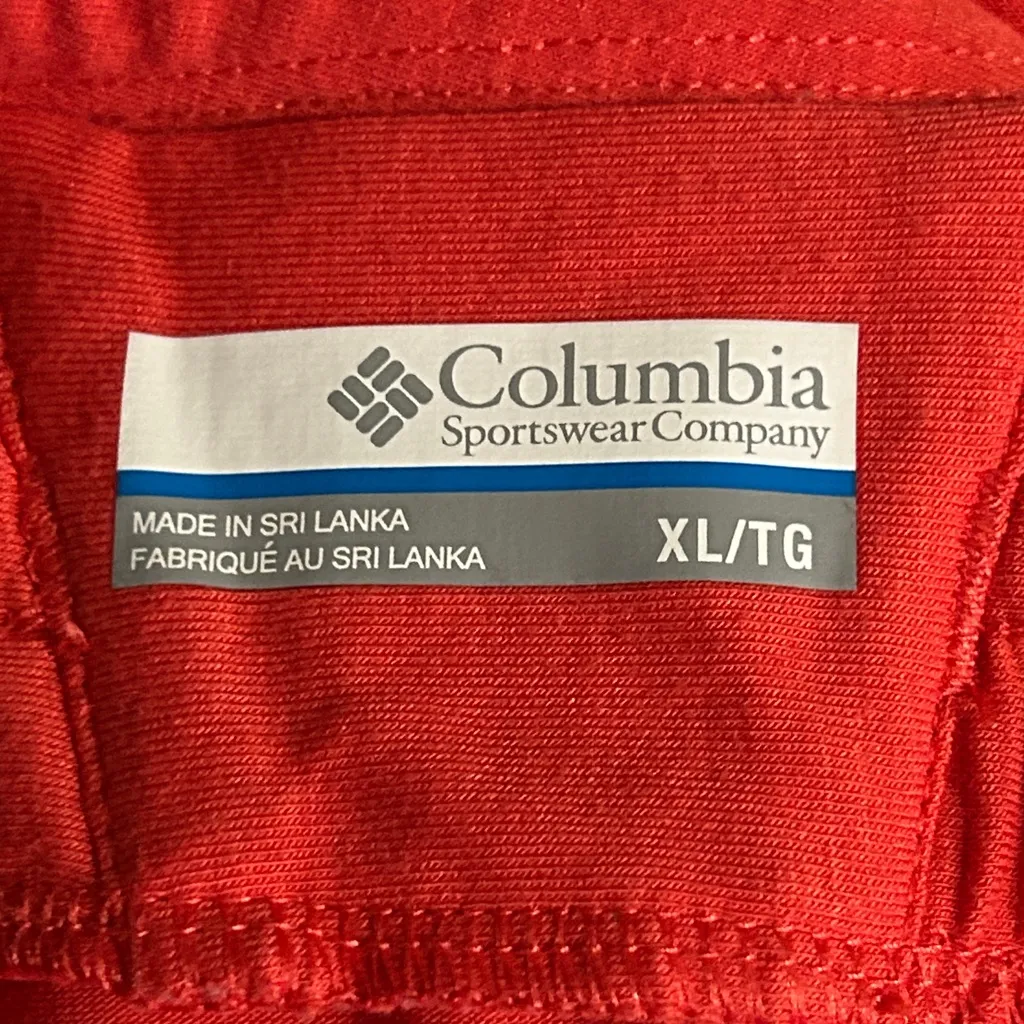 Columbia
Sportswear Company
MADE IN SRI LANKA
FABRIQUÉ AU SRI LANKA
XL/TG